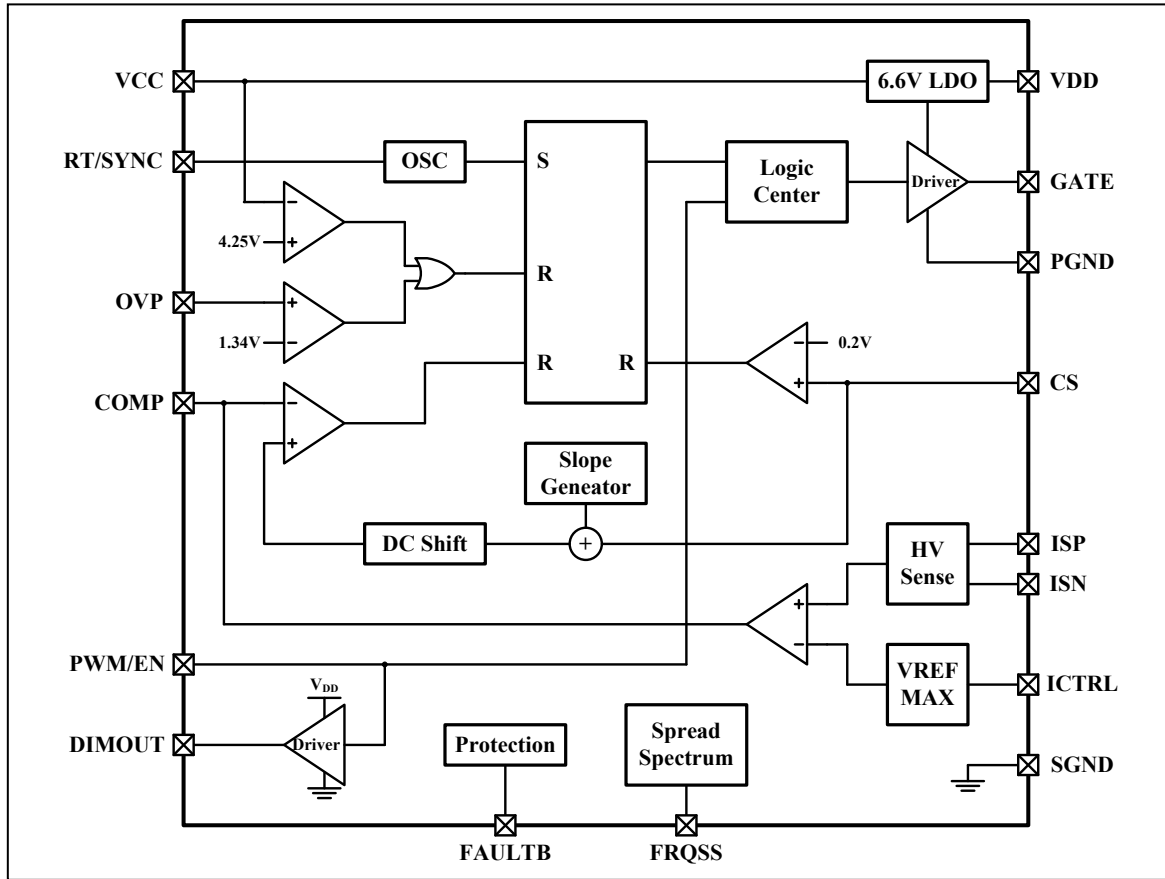 VCC
6.6V LDO
VDD
RT/SYNC
OSC
S
Logic
Center
Driver
GATE
−
4.25V
+
PGND
R
OVP
+
1.34V
−
−
0.2V
R
R
COMP
−
+
+
CS
Slope
Geneator
DC Shift
+
HV
Sense
ISP
ISN
+
−
PWM/EN
VREF
MAX
ICTRL
VDD
DIMOUT
Driver
Protection
Spread
Spectrum
SGND
FAULTB
FRQSS